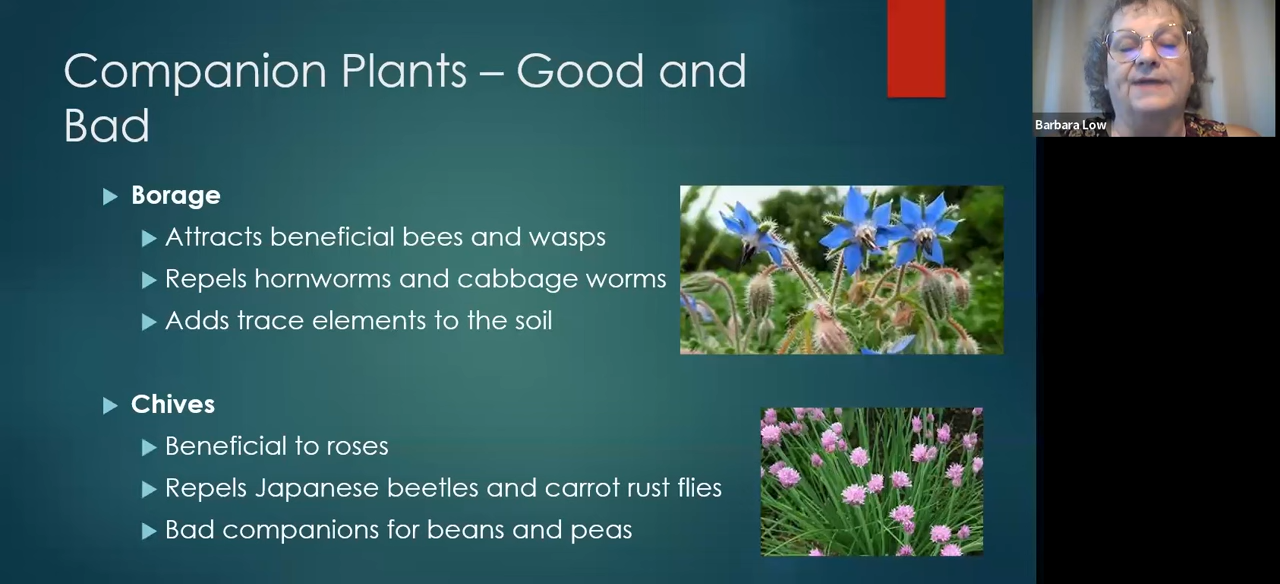 Companion Plants – Good and
Bad
Borage
Attracts beneficial bees and wasps
Repels hornworms and cabbage worms
Adds trace elements to the soil
Chives
Beneficial to roses
Repels Japanese beetles and carrot rust flies
Bad companions for beans and peas
Barbara Low